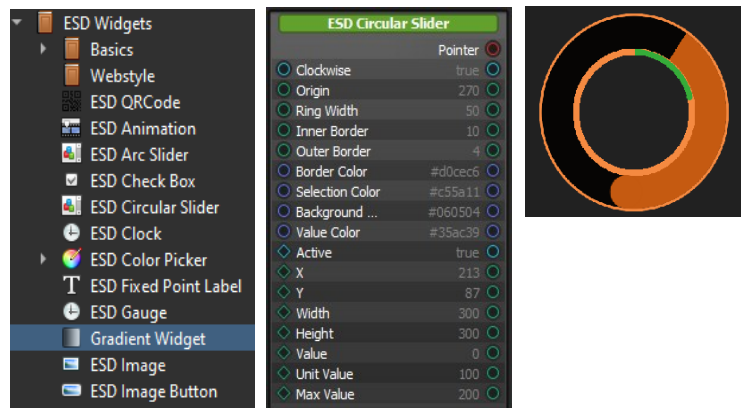 ESD Widgets
Basics
Webstyle
ESD QRCode
ESD Animation
ESD Arc Slider
ESD Check Box
ESD Circular Slider
ESD Clock
ESD Color Picker
ESD Fixed Point Label
ESD Gauge
Gradient Widget
ESD Image
ESD Image Button
ESD Circular Slider
Pointer
Clockwise true
Origin 270
Ring Width 50
Inner Border 10
Outer Border 4
Border Color #d0cec6
Selection Color #c55a11
Background ... #060504
Value Color #35ac39
Active true
X 213
Y 87
Width 300
Height 300
Value 0
Unit Value 100
Max Value 200